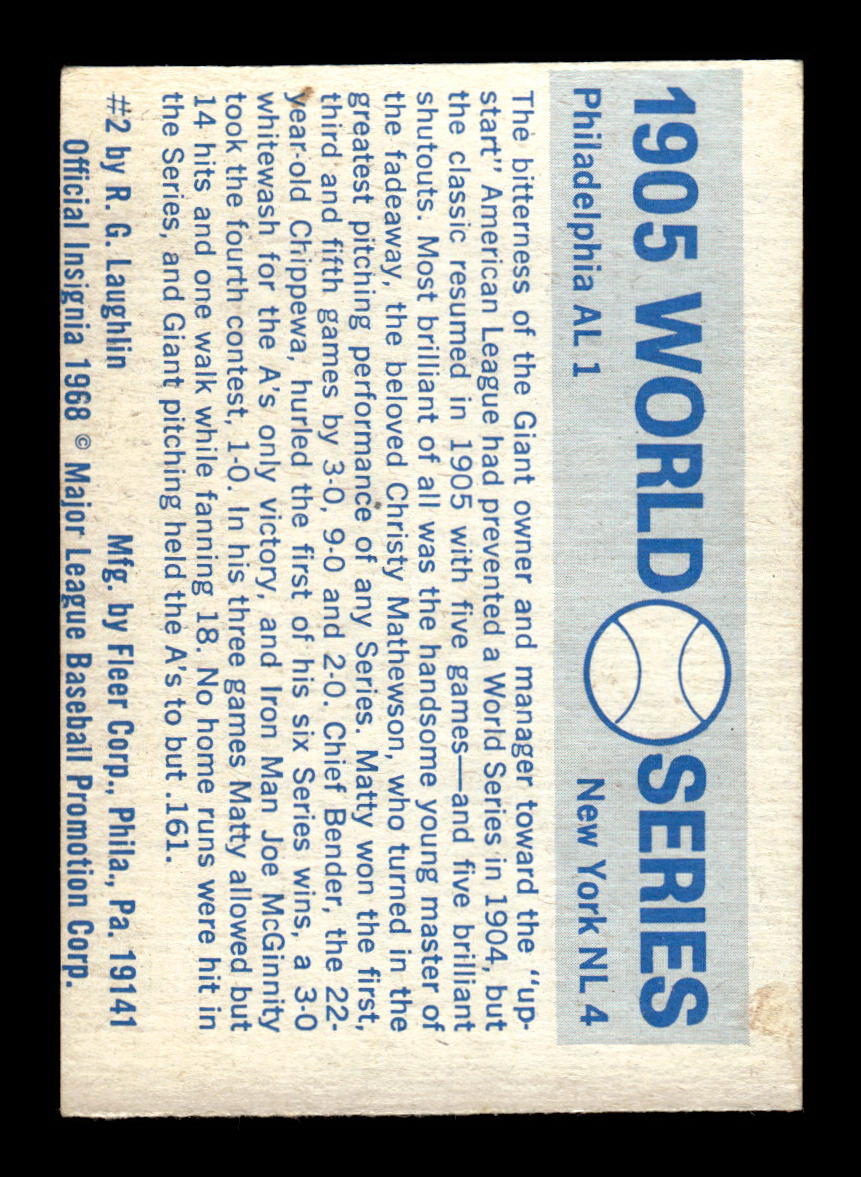 1905 WORLD SERIES
Philadelphia AL 1 New York NL 4
The bitterness of the Giant owner and manager toward the "up-
start" American League had prevented a World Series in 1904, but
the classic resumed in 1905 with five games—and five brilliant
shutouts. Most brilliant of all was the handsome young master of
the fadeaway, the beloved Christy Mathewson, who turned in the
greatest pitching performance of any Series. Matty won the first,
third and fifth games by 3-0, 9-0 and 2-0. Chief Bender, the 22-
year-old Chippewa, hurled the first of his six Series wins, a 3-0
whitewash for the A's only victory, and Iron Man Joe McGinnity
took the fourth contest, 1-0. In his three games Matty allowed but
14 hits and one walk while fanning 18. No home runs were hit in
the Series, and Giant pitching held the A's to but .161.
#2 by R. G. Laughlin Mfg. by Fleer Corp., Phila., Pa. 19141
Official Insignia 1968 © Major League Baseball Promotion Corp.